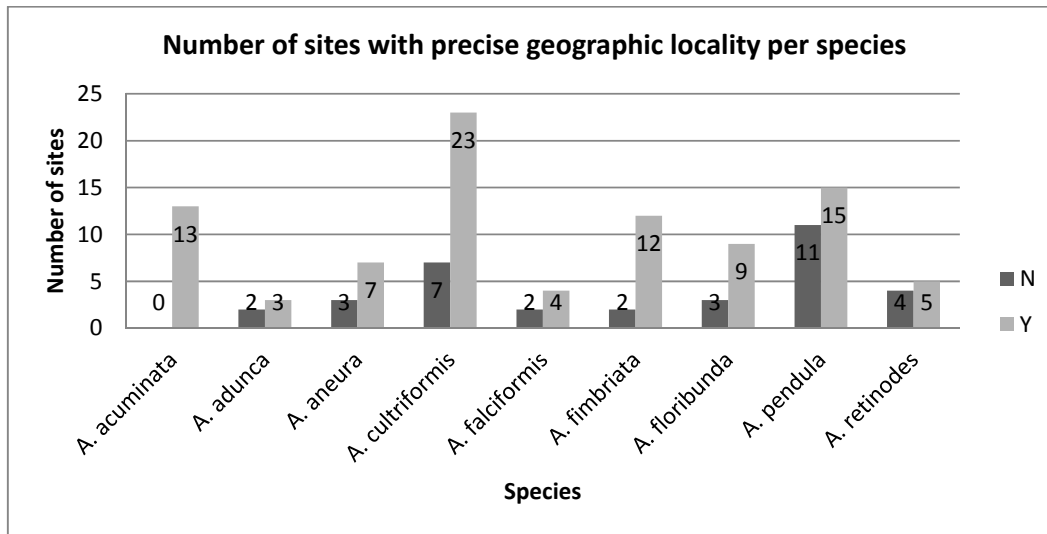 Number of sites with precise geographic locality per species
Number of sites
25
20
15
10
5
0
0
13
2
3
3
7
7
23
2
4
2
12
3
9
11
15
4
5
N
Y
A. acuminata
A. adunca
A. aneura
A. cultriformis
A. falciformis
A. fimbriata
A. floribunda
A. pendula
A. retinodes
Species